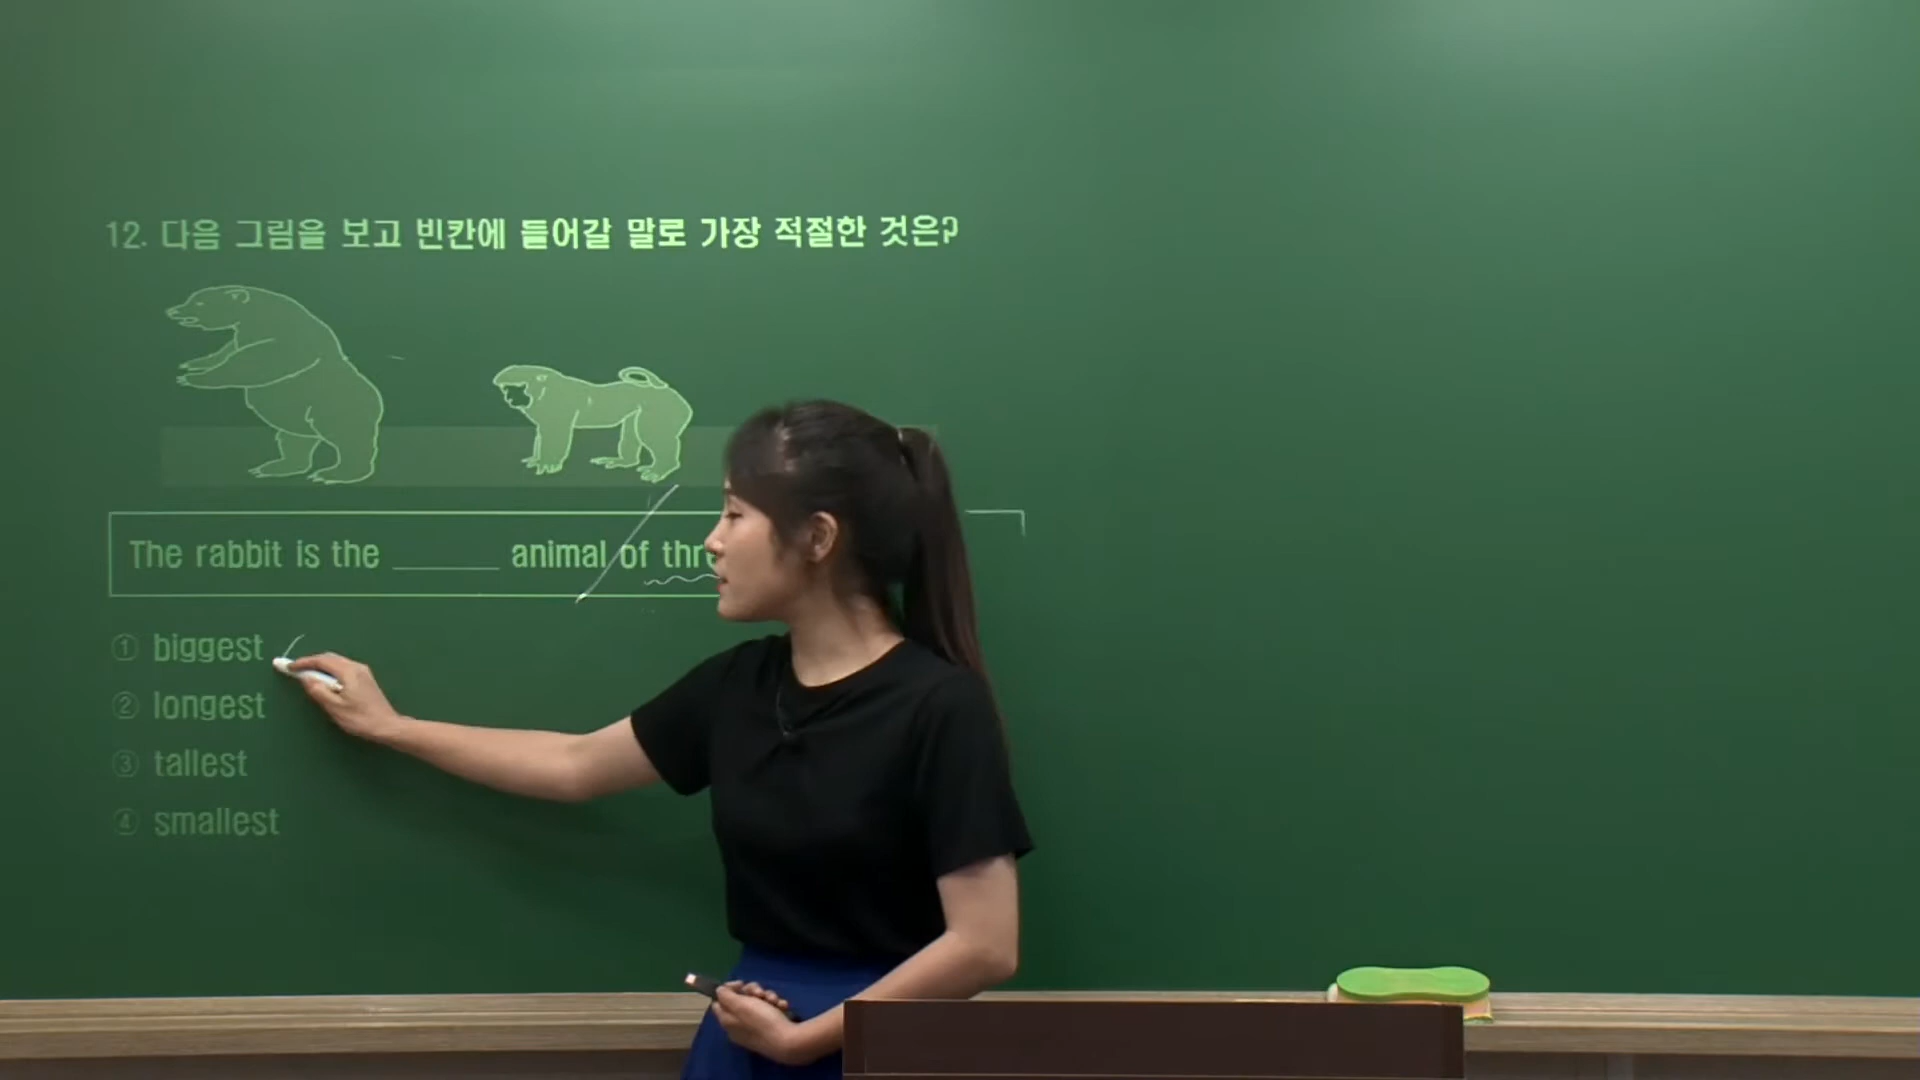 12. 다음 그림을 보고 빈칸에 들어갈 말로 가장 적절한 것은?
The rabbit is the ______ animal of
① biggest
② longest
③ tallest
④ smallest